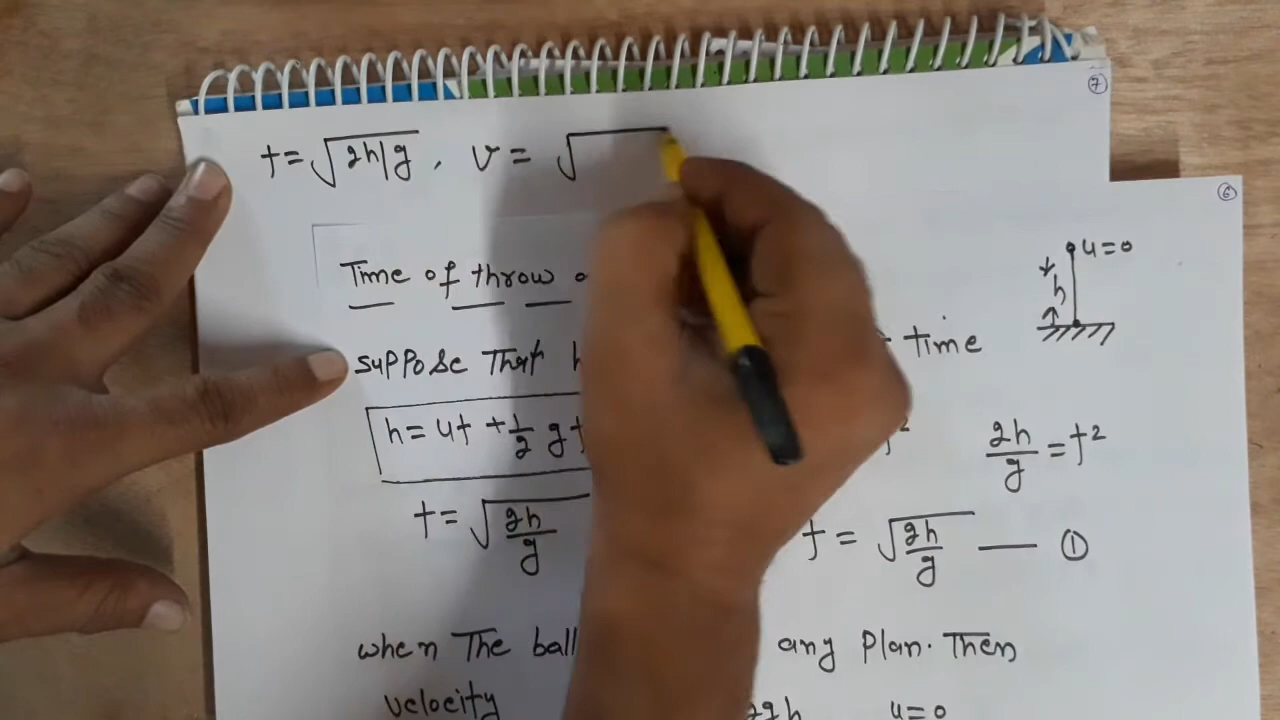 7
t=√2h/g , v = √
6
u=0
h
Time of throw
suppose That time
h= ut +1/2 gt
2h/g = t²
t= √2h/g
t = √2h/g — 1
when The ball any Plan. Then
velocity 2gh u=0